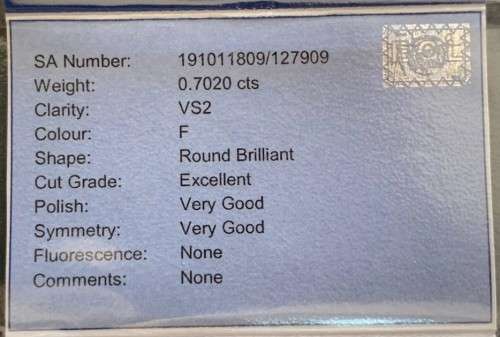 SA Number: 191011809/127909
Weight: 0.7020 cts
Clarity: VS2
Colour: F
Shape: Round Brilliant
Cut Grade: Excellent
Polish: Very Good
Symmetry: Very Good
Fluorescence: None
Comments: None